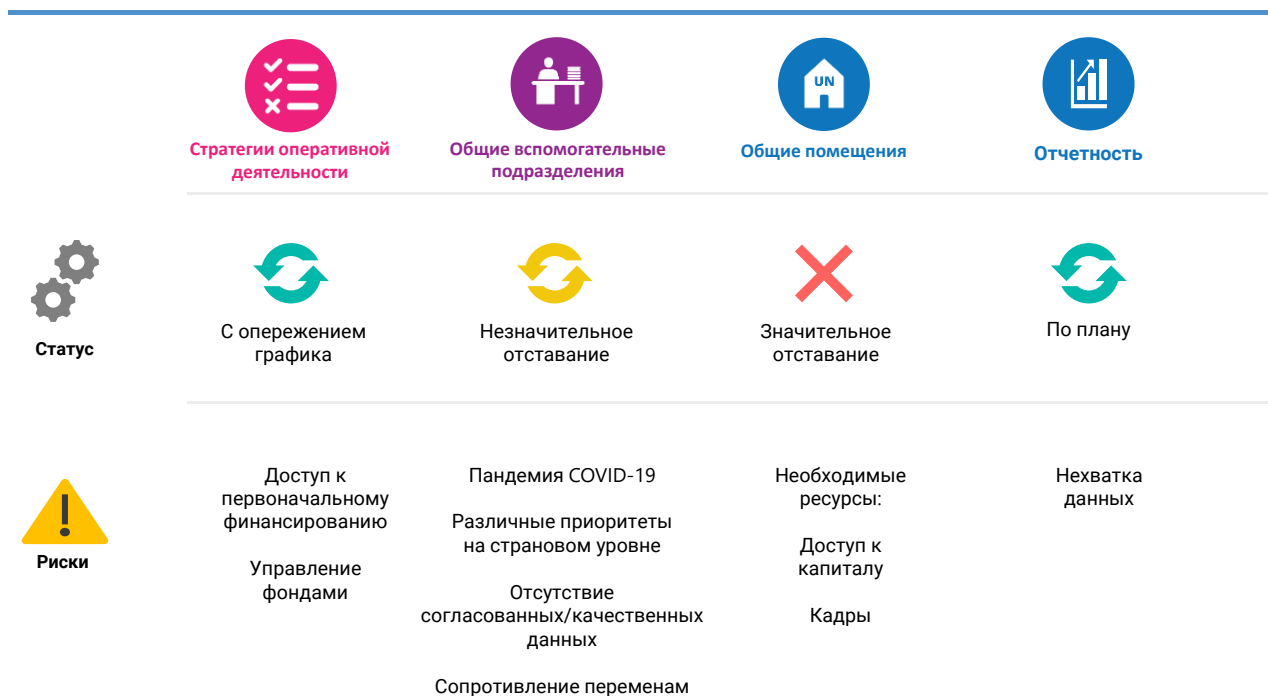 UN
Стратегии оперативной
деятельности
Общие вспомогательные
подразделения
Общие помещения
Отчетность
Статус
С опережением
графика
Незначительное
отставание
Значительное
отставание
По плану
Риски
Доступ к
первоначальному
финансированию
Управление
фондами
Пандемия COVID-19
Различные приоритеты
на страновом уровне
Отсутствие
согласованных/качественных
данных
Сопротивление переменам
Необходимые
ресурсы:
Доступ к
капиталу
Кадры
Нехватка
данных